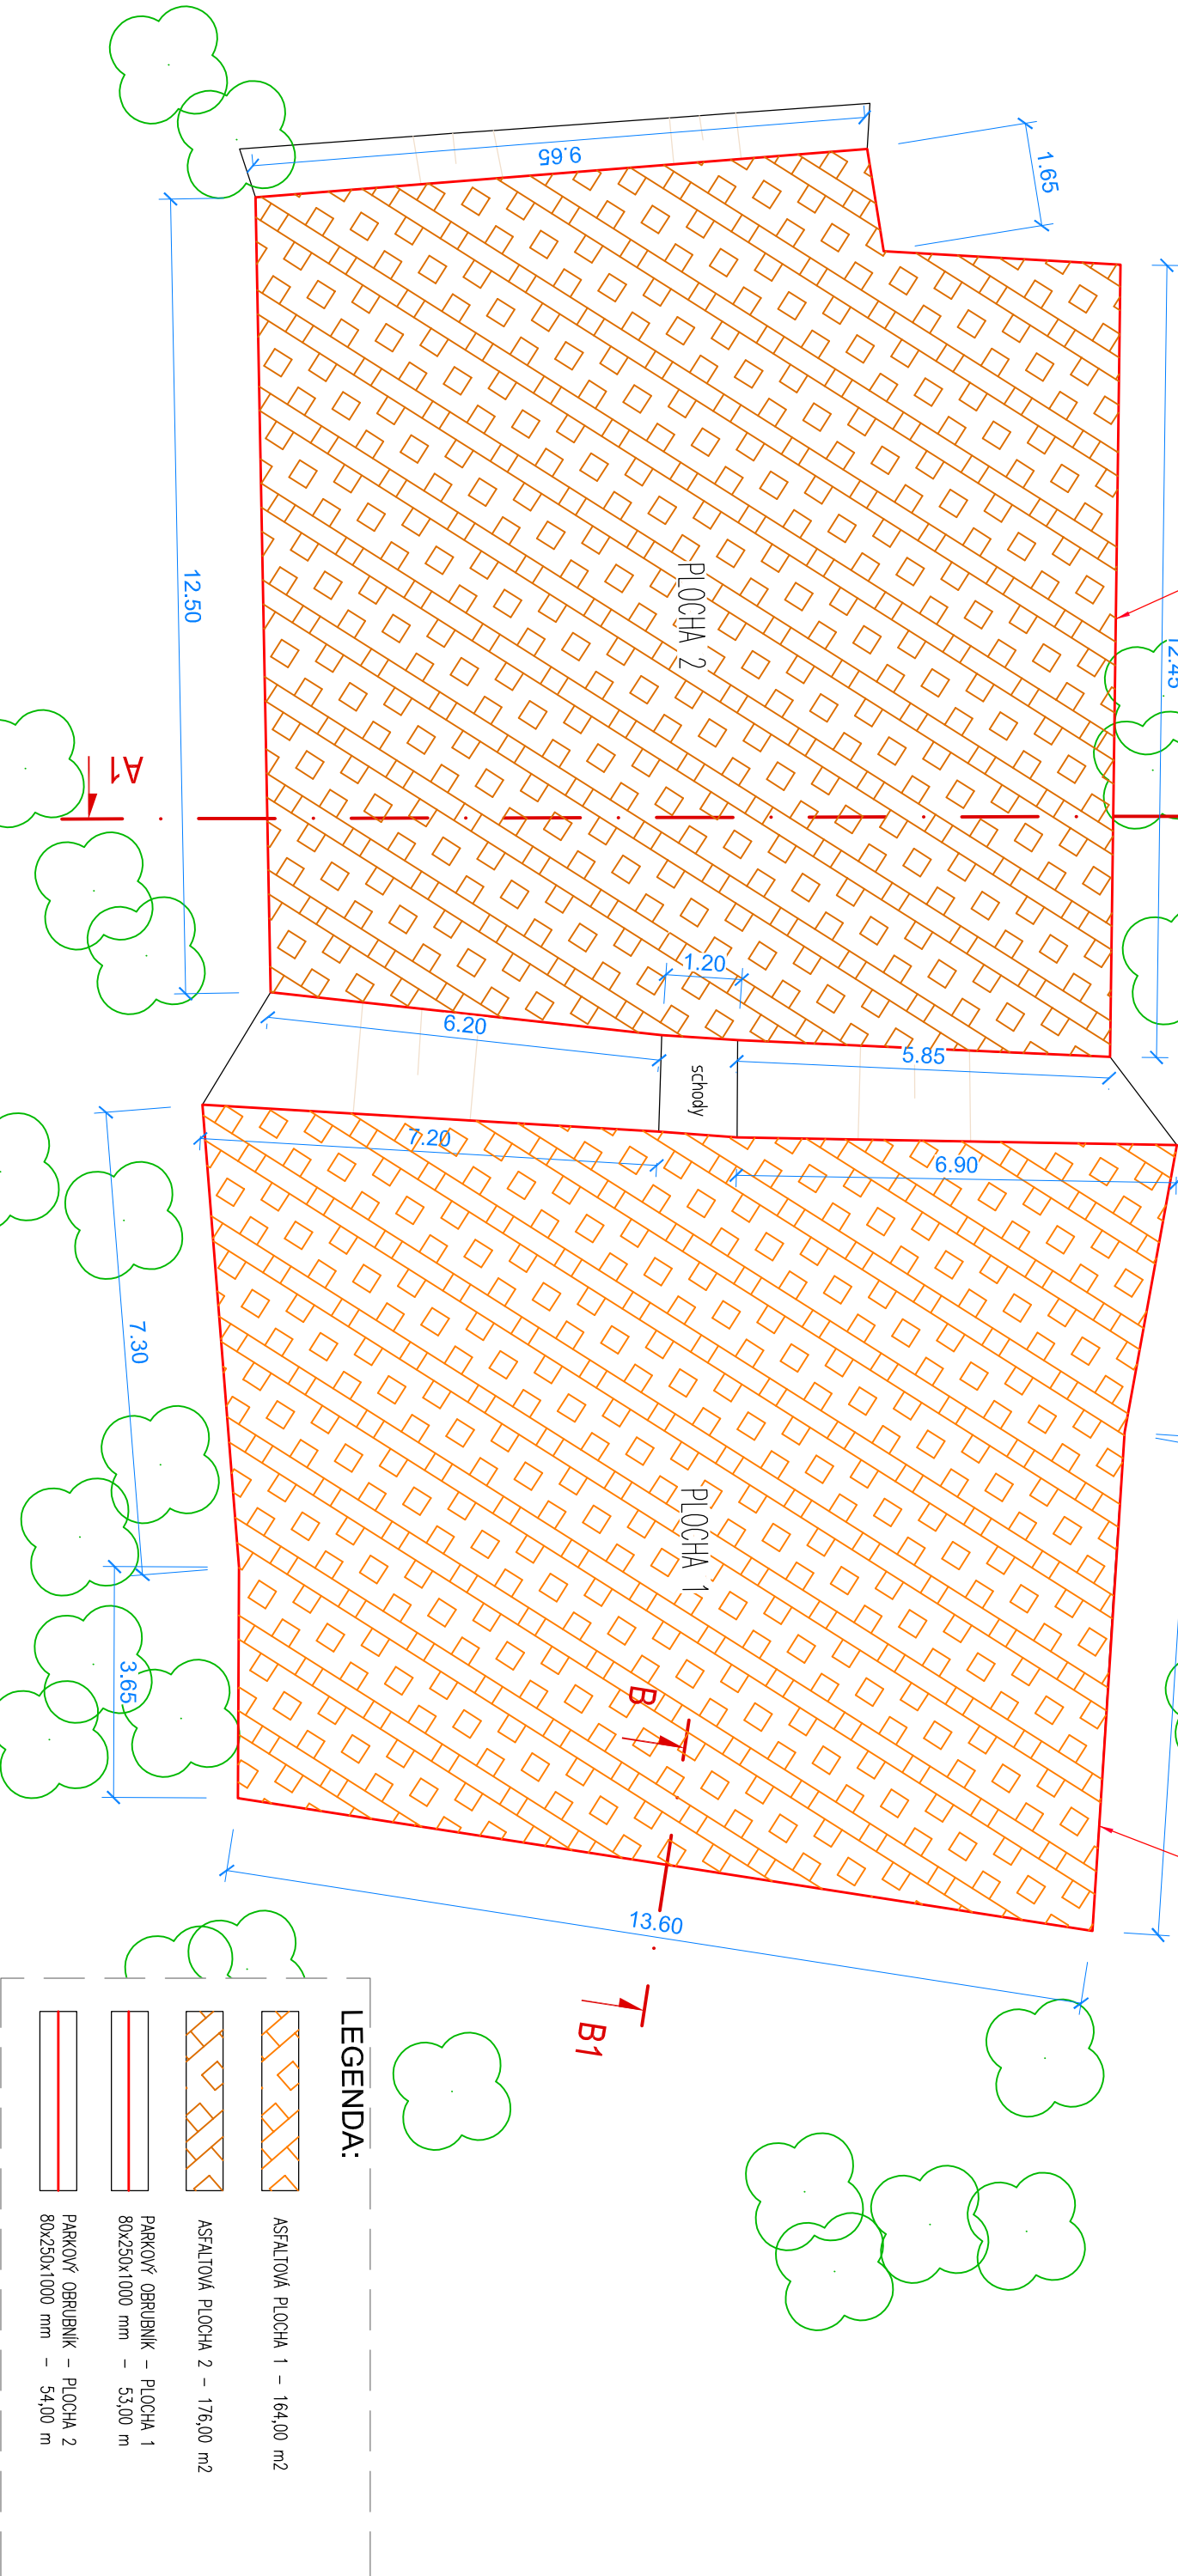 9.65
1.65
12.45
12.50
PLOCHA 2
A1
1.20
6.20
5.85
schody
7.20
6.90
7.30
PLOCHA 1
3.65
B
13.60
B1
LEGENDA:
ASFALTOVÁ PLOCHA 1 – 164,00 m2
ASFALTOVÁ PLOCHA 2 – 176,00 m2
PARKOVÝ OBRUBNÍK – PLOCHA 1
80x250x1000 mm – 53,00 m
PARKOVÝ OBRUBNÍK – PLOCHA 2
80x250x1000 mm – 54,00 m